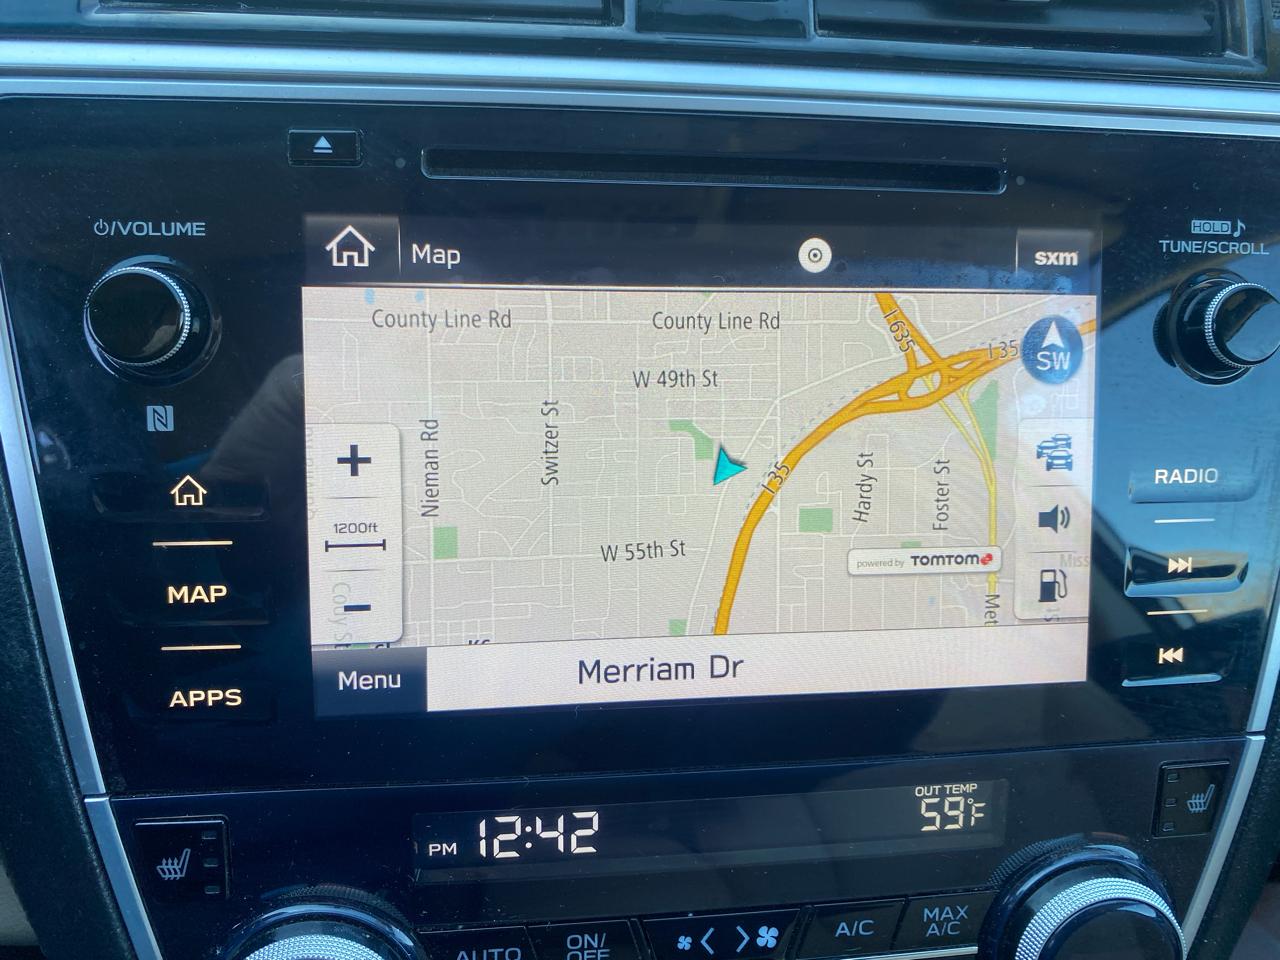 ⏻/VOLUME
HOLD ♪
TUNE/SCROLL
Map
sxm
County Line Rd
County Line Rd
I 635
I 35
SW
W 49th St
Nieman Rd
Switzer St
I 35
Hardy St
Foster St
1200ft
W 55th St
powered by TOMTOM
Met
MAP
APPS
RADIO
Menu
Merriam Dr
OUT TEMP
59°F
PM 12:42
AUTO
ON/
OFF
A/C
MAX
A/C